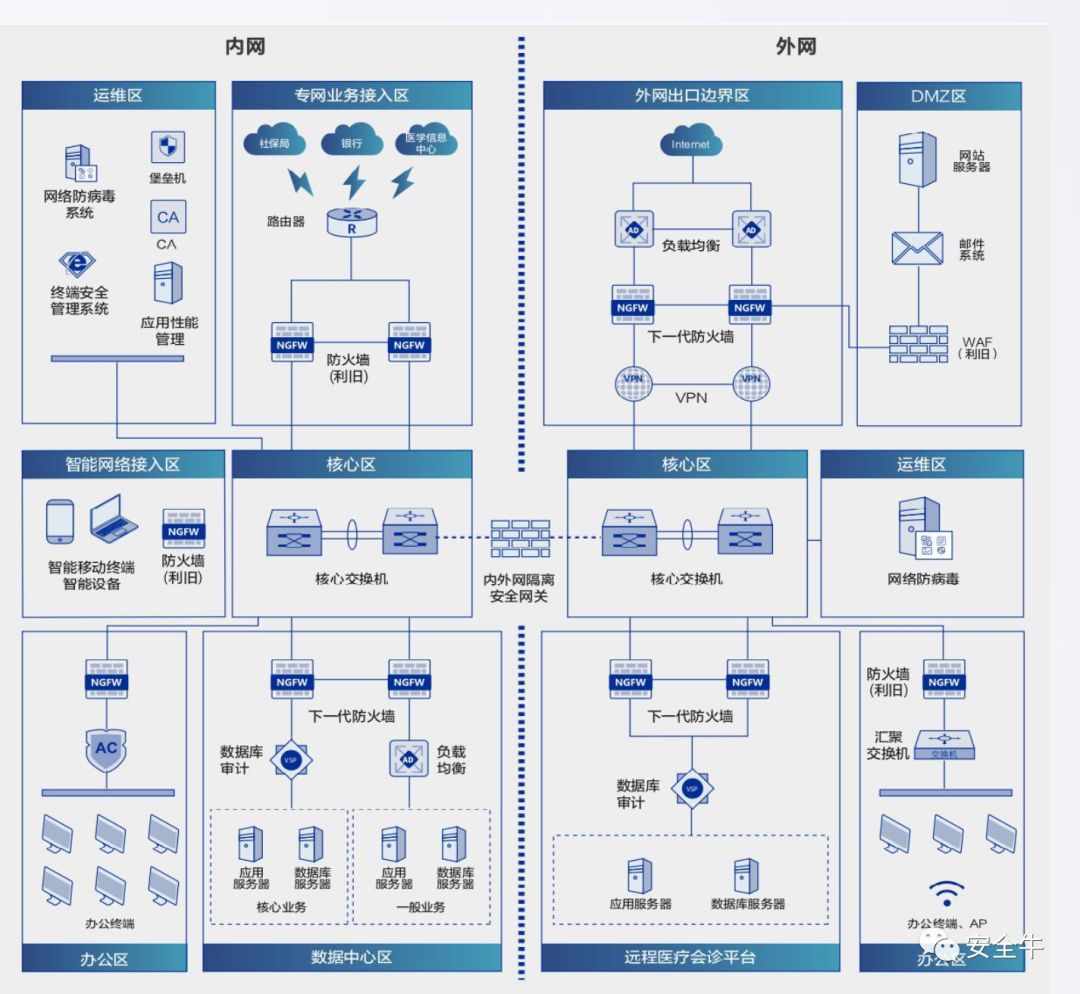 内网
外网
运维区
网络防病毒
系统
堡垒机
CA
CA
终端安全
管理系统
应用性能
管理
专网业务接入区
社保局
银行
医学信息
中心
路由器
R
NGFW
NGFW
防火墙
(利旧)
外网出口边界区
Internet
AD
AD
负载均衡
NGFW
NGFW
下一代防火墙
VPN
VPN
VPN
DMZ区
网站
服务器
邮件
系统
WAF
(利旧)
智能网络接入区
智能移动终端
智能设备
NGFW
防火墙
(利旧)
核心区
核心交换机
内外网隔离
安全网关
核心区
核心交换机
运维区
网络防病毒
NGFW
AC
办公终端
办公区
NGFW
NGFW
下一代防火墙
数据库
审计
VSP
AD
负载
均衡
应用
服务器
数据库
服务器
核心业务
应用
服务器
数据库
服务器
一般业务
数据中心区
NGFW
NGFW
下一代防火墙
数据库
审计
VSP
应用服务器
数据库服务器
远程医疗会诊平台
防火墙
(利旧)
NGFW
汇聚
交换机
交换机
办公终端、AP
办公区
安全牛